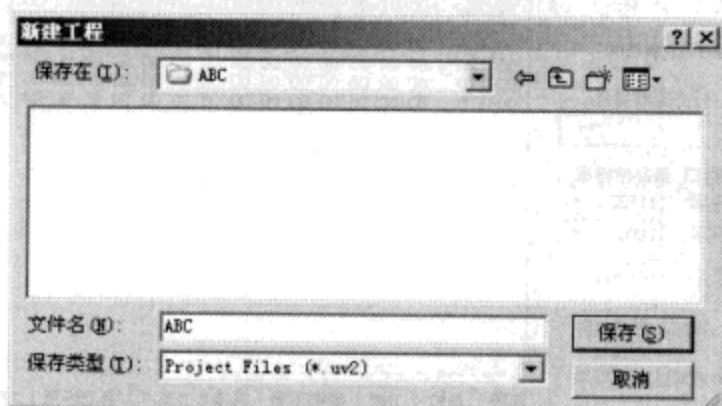 新建工程
保存在(I): ABC
文件名(N): ABC
保存(S)
保存类型(T): Project Files (*.uv2)
取消